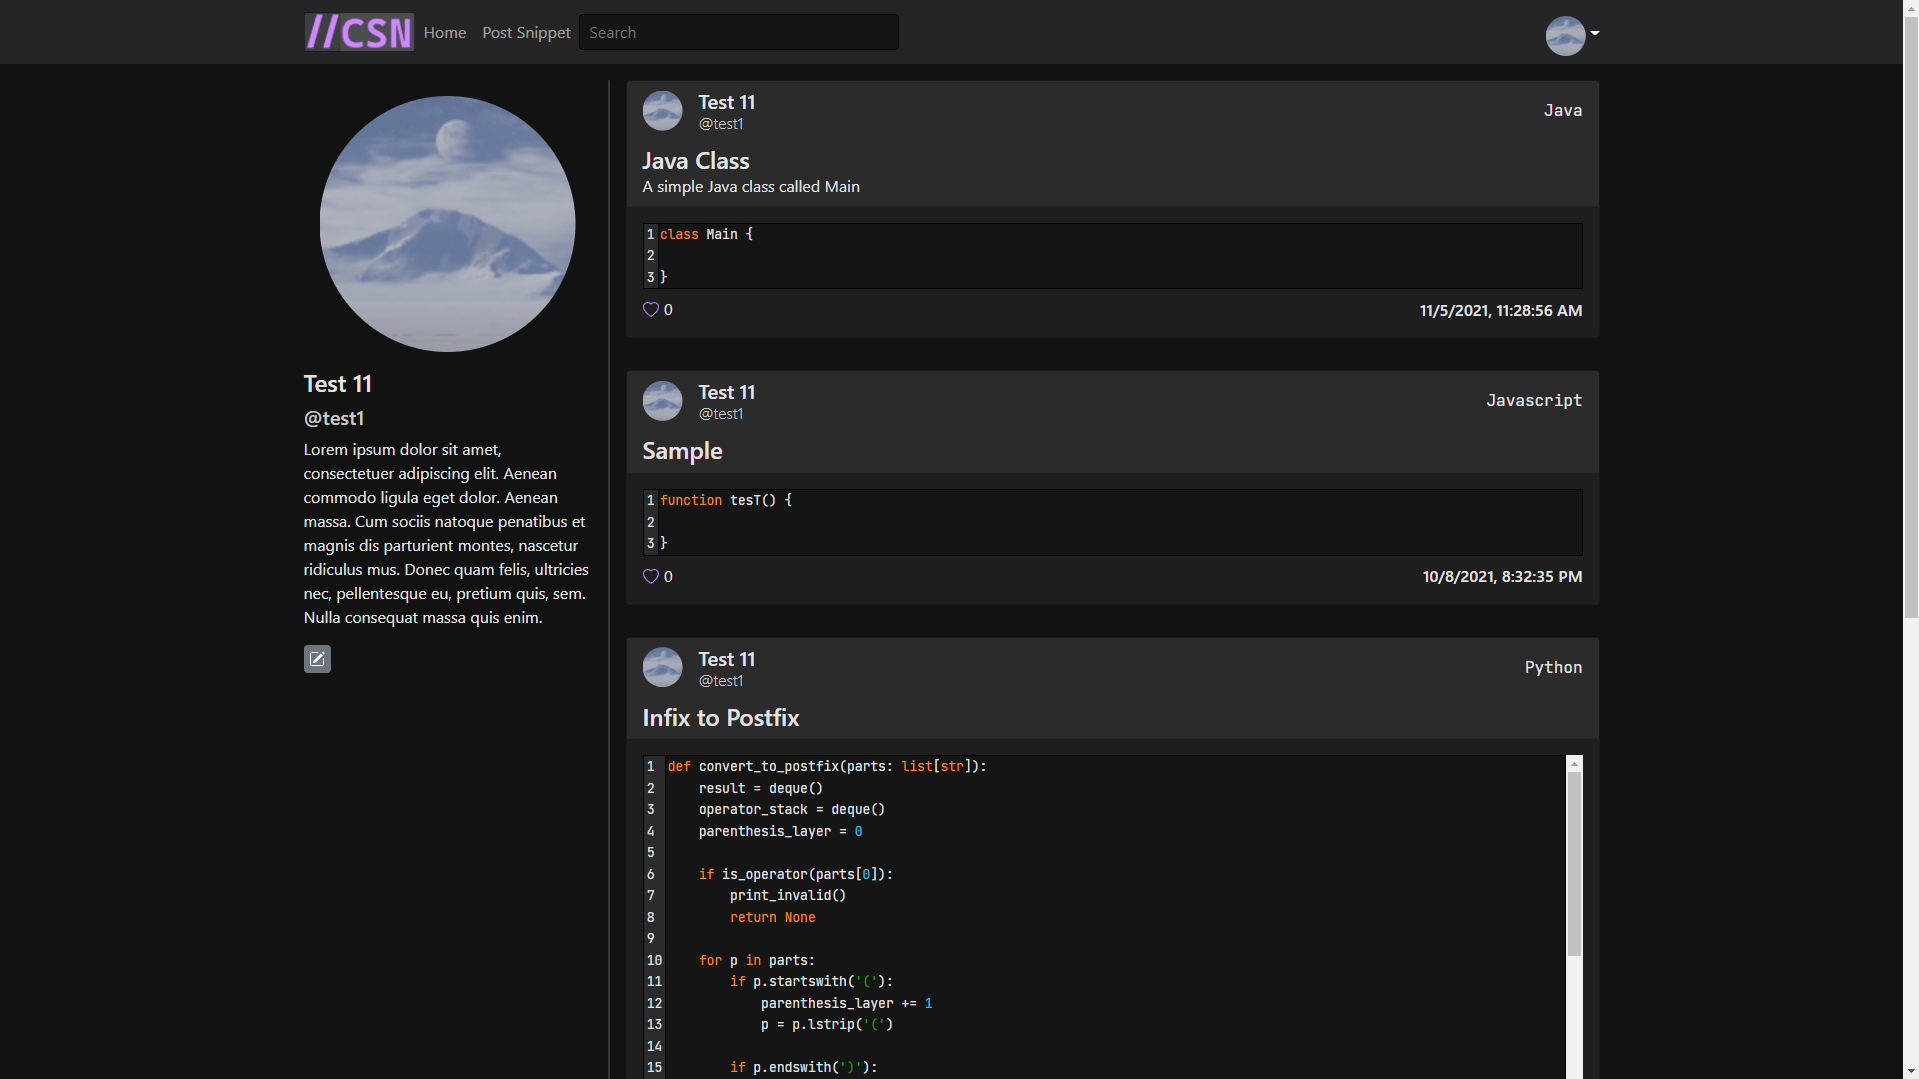 //CSN Home Post Snippet Search
Test 11
@test1
Lorem ipsum dolor sit amet,
consectetuer adipiscing elit. Aenean
commodo ligula eget dolor. Aenean
massa. Cum sociis natoque penatibus et
magnis dis parturient montes, nascetur
ridiculus mus. Donec quam felis, ultricies
nec, pellentesque eu, pretium quis, sem.
Nulla consequat massa quis enim.
Test 11
@test1
Java
Java Class
A simple Java class called Main
1 class Main {
2
3 }
0
11/5/2021, 11:28:56 AM
Test 11
@test1
Javascript
Sample
1 function tesT() {
2
3 }
0
10/8/2021, 8:32:35 PM
Test 11
@test1
Python
Infix to Postfix
1 def convert_to_postfix(parts: list[str]):
2     result = deque()
3     operator_stack = deque()
4     parenthesis_layer = 0
5
6     if is_operator(parts[0]):
7         print_invalid()
8         return None
9
10     for p in parts:
11         if p.startswith('('):
12             parenthesis_layer += 1
13             p = p.lstrip('(')
14
15         if p.endswith(')'):